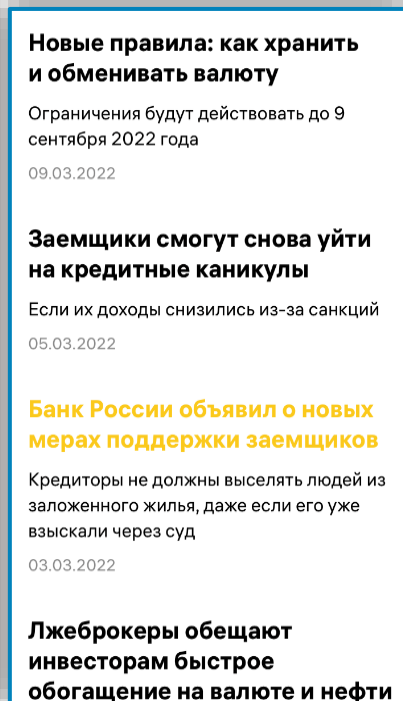 Новые правила: как хранить
и обменивать валюту
Ограничения будут действовать до 9
сентября 2022 года
09.03.2022
Заемщики смогут снова уйти
на кредитные каникулы
Если их доходы снизились из-за санкций
05.03.2022
Банк России объявил о новых
мерах поддержки заемщиков
Кредиторы не должны выселять людей из
заложенного жилья, даже если его уже
взыскали через суд
03.03.2022
Лжеброкеры обещают
инвесторам быстрое
обогащение на валюте и нефти